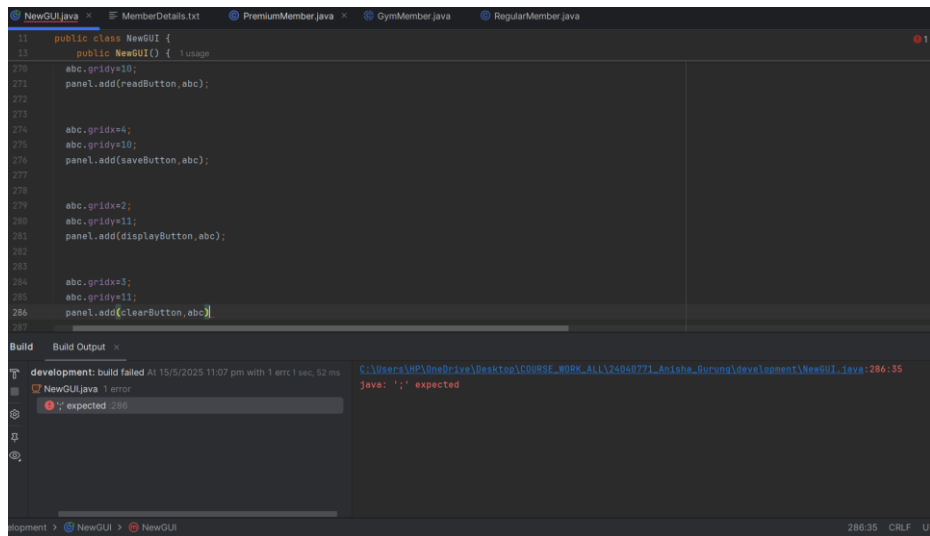 NewGUI.java × MemberDetails.txt PremiumMember.java × GymMember.java RegularMember.java
11 public class NewGUI { 1
13 public NewGUI() { 1 usage
270 abc.gridy=10;
271 panel.add(readButton,abc);
272
273
274 abc.gridx=4;
275 abc.gridy=10;
276 panel.add(saveButton,abc);
277
278
279 abc.gridx=2;
280 abc.gridy=11;
281 panel.add(displayButton,abc);
282
283
284 abc.gridx=3;
285 abc.gridy=11;
286 panel.add(clearButton,abc)
287
Build Build Output ×
development: build failed At 15/5/2025 11:07 pm with 1 errc 1 sec, 52 ms
C:\Users\HP\OneDrive\Desktop\COURSE_WORK_ALL\24040771_Anisha_Gurung\development\NewGUI.java:286:35
NewGUI.java 1 error
java: ';' expected
';' expected :286
elopment > NewGUI > NewGUI 286:35 CRLF U